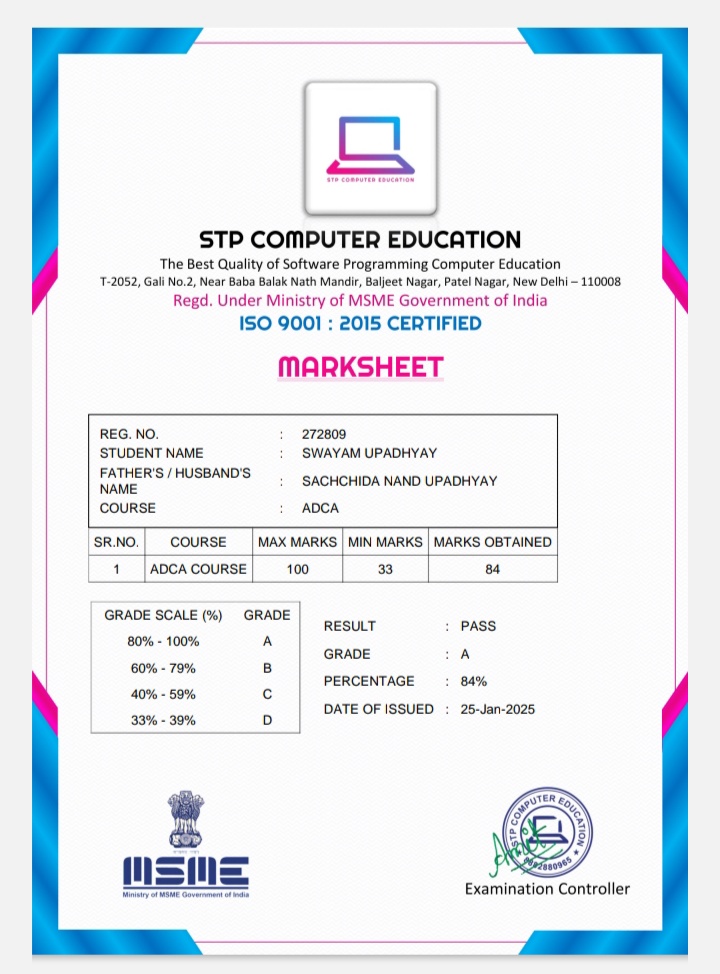 STP COMPUTER EDUCATION
STP COMPUTER EDUCATION
The Best Quality of Software Programming Computer Education
T-2052, Gali No.2, Near Baba Balak Nath Mandir, Baljeet Nagar, Patel Nagar, New Delhi – 110008
Regd. Under Ministry of MSME Government of India
ISO 9001 : 2015 CERTIFIED
MARKSHEET
REG. NO. : 272809
STUDENT NAME : SWAYAM UPADHYAY
FATHER'S / HUSBAND'S
NAME : SACHCHIDA NAND UPADHYAY
COURSE : ADCA
SR.NO. COURSE MAX MARKS MIN MARKS MARKS OBTAINED
1 ADCA COURSE 100 33 84
GRADE SCALE (%) GRADE
80% - 100% A
60% - 79% B
40% - 59% C
33% - 39% D
RESULT : PASS
GRADE : A
PERCENTAGE : 84%
DATE OF ISSUED : 25-Jan-2025
MSME
Ministry of MSME Government of India
STP COMPUTER EDUCATION
Examination Controller